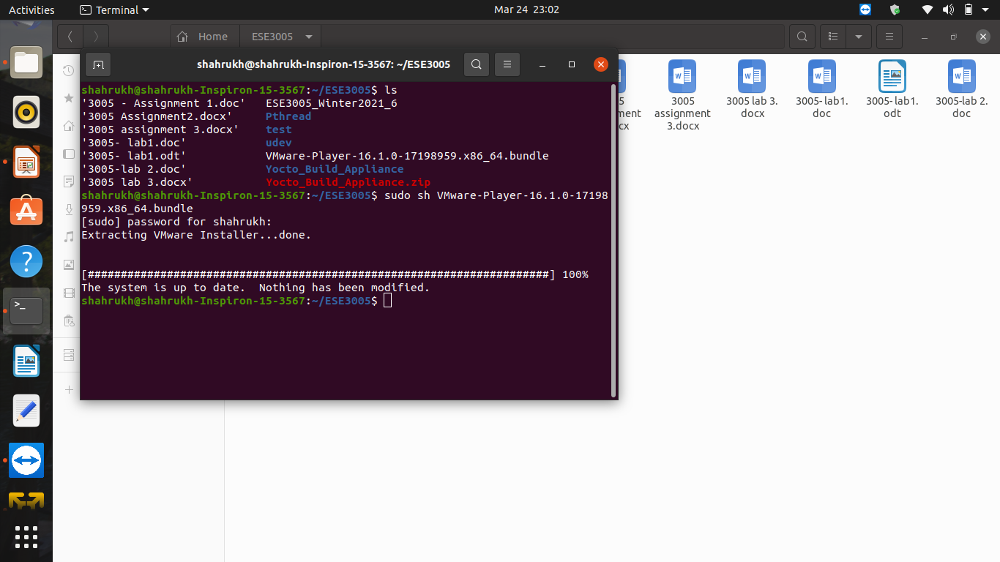 Activities
Terminal
Mar 24 23:02
Home
ESE3005
shahrukh@shahrukh-Inspiron-15-3567: ~/ESE3005
shahrukh@shahrukh-Inspiron-15-3567:~/ESE3005$ ls
'3005 - Assignment 1.doc' ESE3005_Winter2021_6
'3005 Assignment2.docx' Pthread
'3005 assignment 3.docx' test
'3005- lab1.doc' udev
'3005- lab1.odt' VMware-Player-16.1.0-17198959.x86_64.bundle
'3005-lab 2.doc' Yocto_Build_Appliance
'3005 lab 3.docx' Yocto_Build_Appliance.zip
shahrukh@shahrukh-Inspiron-15-3567:~/ESE3005$ sudo sh VMware-Player-16.1.0-17198
959.x86_64.bundle
[sudo] password for shahrukh:
Extracting VMware Installer...done.
[######################################################################] 100%
The system is up to date.  Nothing has been modified.
shahrukh@shahrukh-Inspiron-15-3567:~/ESE3005$
3005
assignment
3.docx
3005 lab 3.
docx
3005- lab1.
doc
3005- lab1.
odt
3005-lab 2.
doc